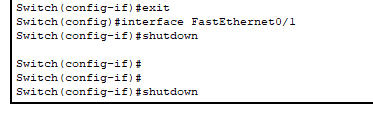 Switch(config-if)#exit
Switch(config)#interface FastEthernet0/1
Switch(config-if)#shutdown
Switch(config-if)#
Switch(config-if)#
Switch(config-if)#shutdown